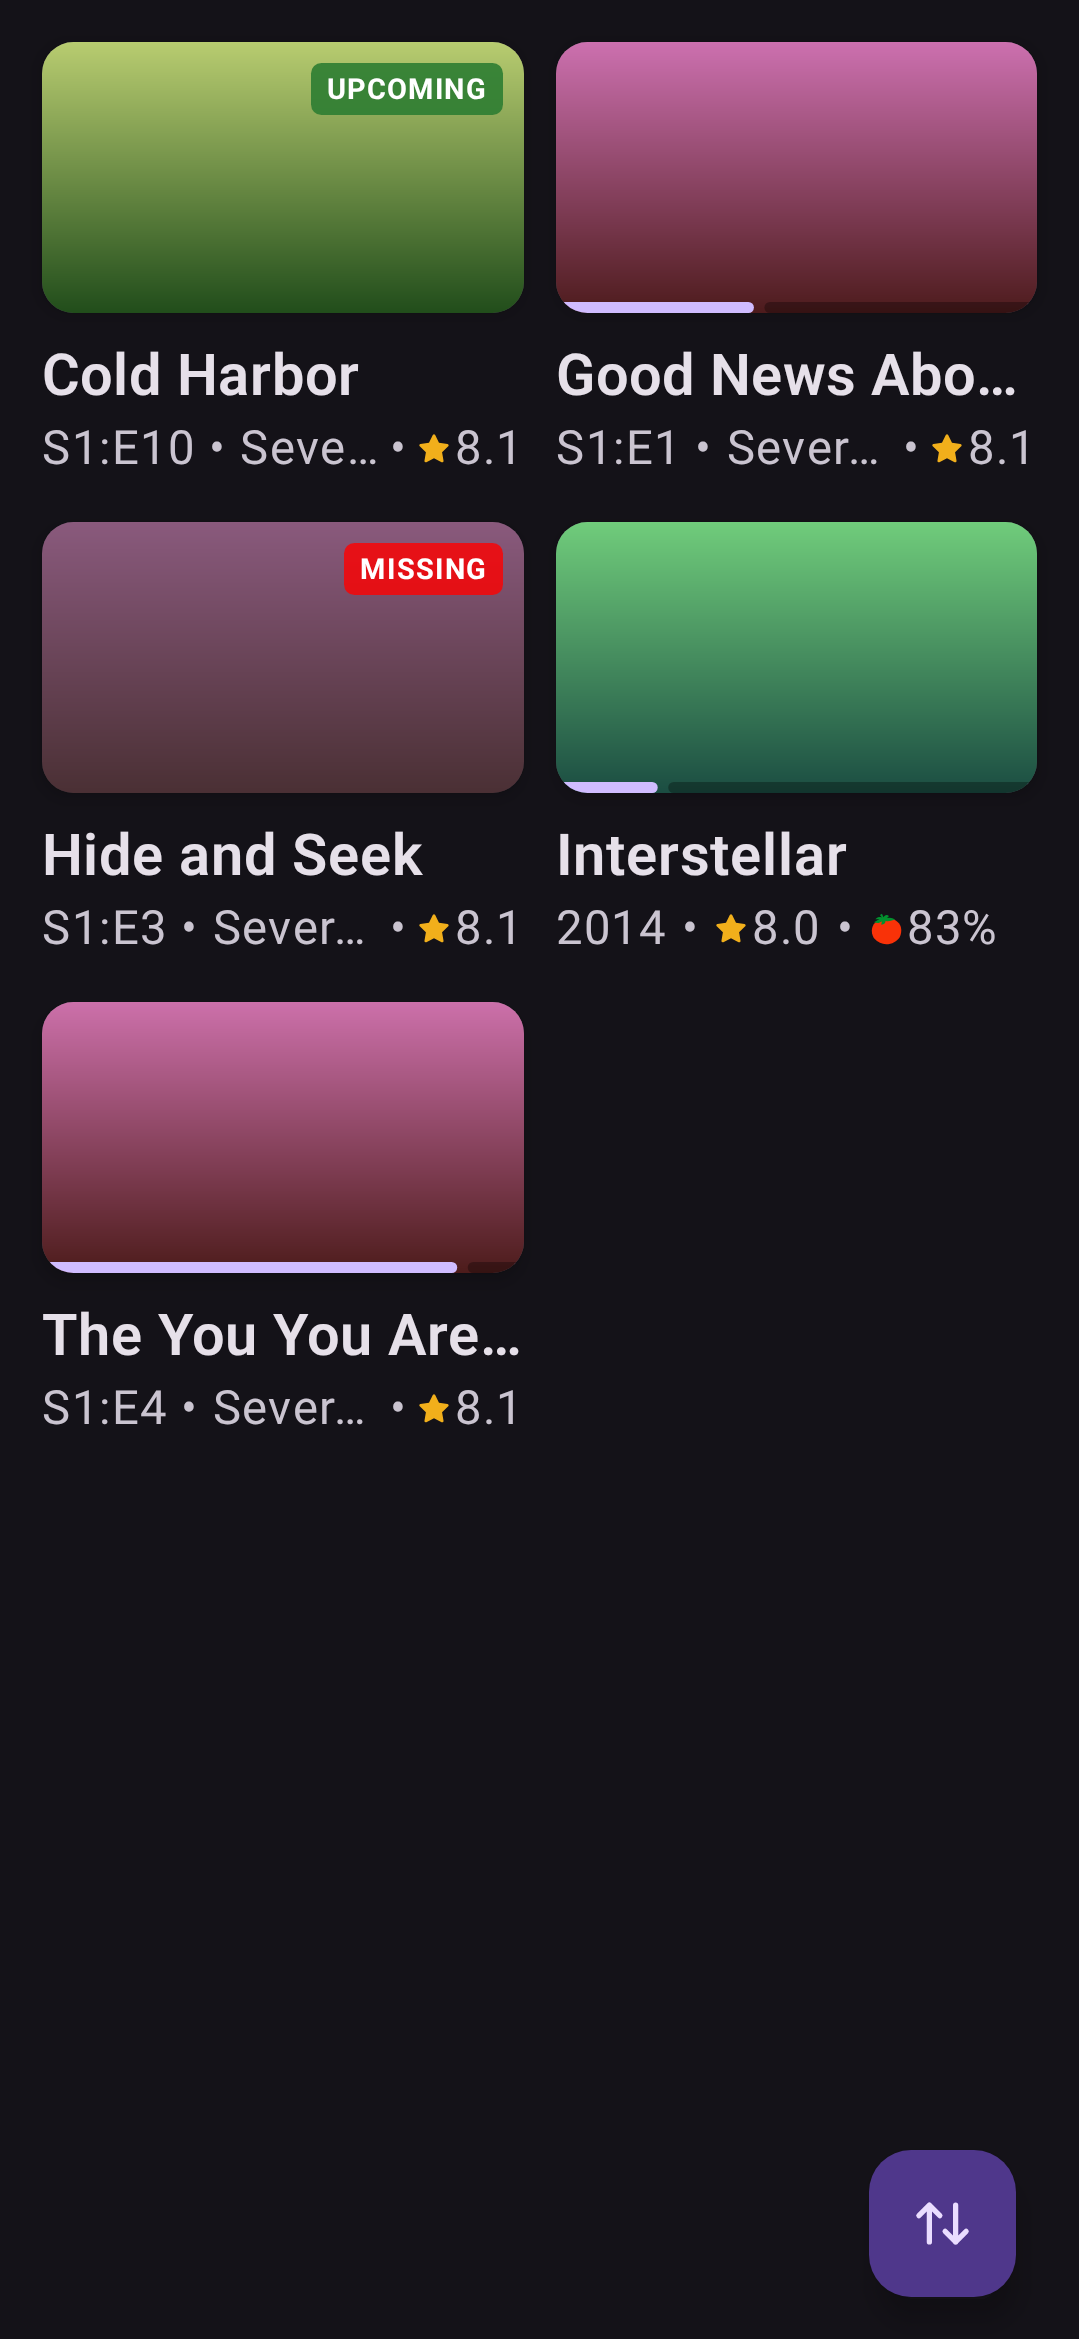 UPCOMING
Cold Harbor
S1:E10 • Seve… • ⭐8.1
Good News Abo…
S1:E1 • Sever… • ⭐8.1
MISSING
Hide and Seek
S1:E3 • Sever… • ⭐8.1
Interstellar
2014 • ⭐8.0 • 🍅83%
The You You Are…
S1:E4 • Sever… • ⭐8.1